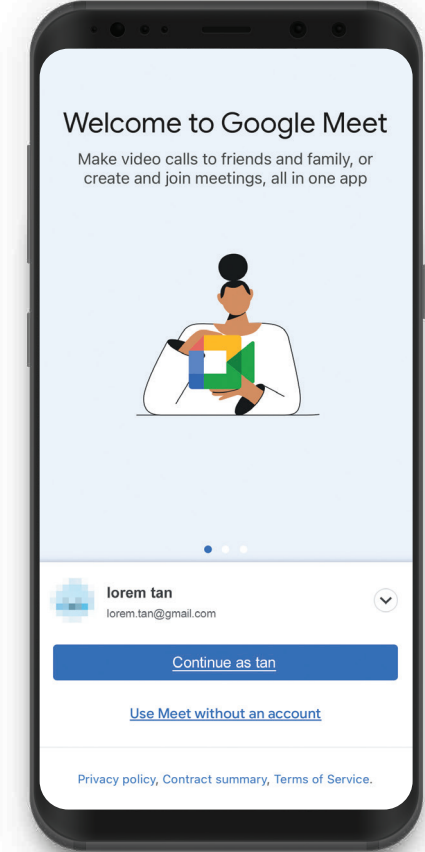 Welcome to Google Meet
Make video calls to friends and family, or
create and join meetings, all in one app
lorem tan
lorem.tan@gmail.com
Continue as tan
Use Meet without an account
Privacy policy, Contract summary, Terms of Service.